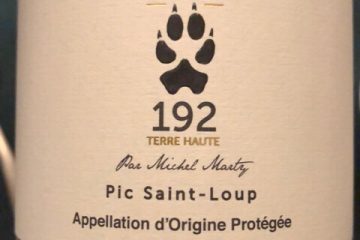 192
TERRE HAUTE
Par Michel Marty
Pic Saint-Loup
Appellation d'Origine Protégée